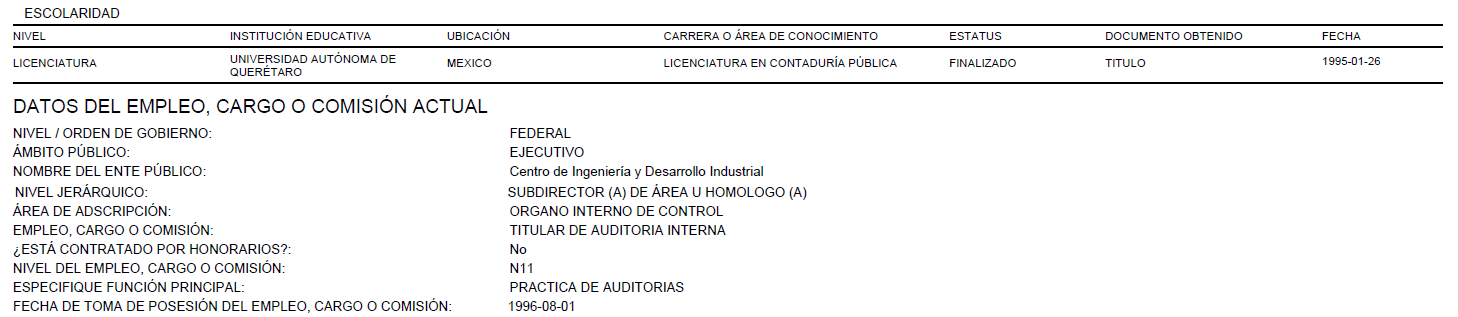 ESCOLARIDAD
NIVEL INSTITUCIÓN EDUCATIVA UBICACIÓN CARRERA O ÁREA DE CONOCIMIENTO ESTATUS DOCUMENTO OBTENIDO FECHA
LICENCIATURA UNIVERSIDAD AUTÓNOMA DE QUERÉTARO MEXICO LICENCIATURA EN CONTADURÍA PÚBLICA FINALIZADO TITULO 1995-01-26
DATOS DEL EMPLEO, CARGO O COMISIÓN ACTUAL
NIVEL / ORDEN DE GOBIERNO: FEDERAL
ÁMBITO PÚBLICO: EJECUTIVO
NOMBRE DEL ENTE PÚBLICO: Centro de Ingeniería y Desarrollo Industrial
NIVEL JERÁRQUICO: SUBDIRECTOR (A) DE ÁREA U HOMOLOGO (A)
ÁREA DE ADSCRIPCIÓN: ORGANO INTERNO DE CONTROL
EMPLEO, CARGO O COMISIÓN: TITULAR DE AUDITORIA INTERNA
¿ESTÁ CONTRATADO POR HONORARIOS?: No
NIVEL DEL EMPLEO, CARGO O COMISIÓN: N11
ESPECIFIQUE FUNCIÓN PRINCIPAL: PRACTICA DE AUDITORIAS
FECHA DE TOMA DE POSESIÓN DEL EMPLEO, CARGO O COMISIÓN: 1996-08-01